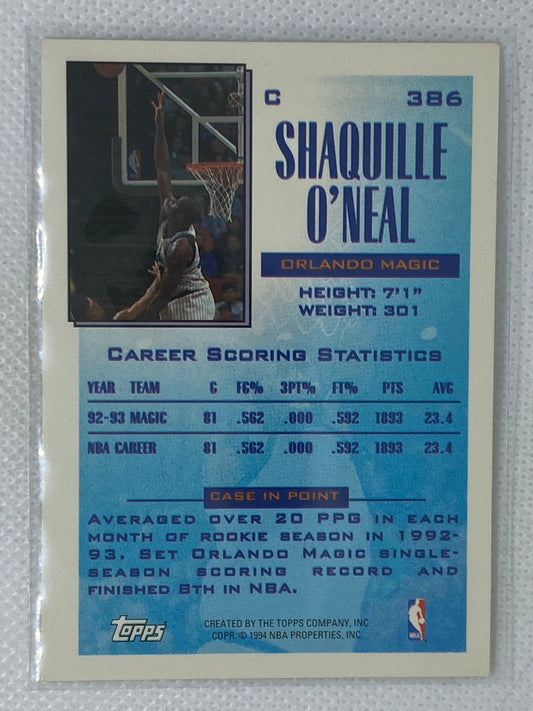 C 386
SHAQUILLE
O'NEAL
ORLANDO MAGIC
HEIGHT: 7'1"
WEIGHT: 301
CAREER SCORING STATISTICS
YEAR TEAM G FG% 3PT% FT% PTS AVG
92-93 MAGIC 81 .562 .000 .592 1893 23.4
NBA CAREER 81 .562 .000 .592 1893 23.4
CASE IN POINT
AVERAGED OVER 20 PPG IN EACH
MONTH OF ROOKIE SEASON IN 1992-
93. SET ORLANDO MAGIC SINGLE-
SEASON SCORING RECORD AND
FINISHED 8TH IN NBA.
TOPPS
CREATED BY THE TOPPS COMPANY, INC.
COPR. © 1994 NBA PROPERTIES, INC.
NBA